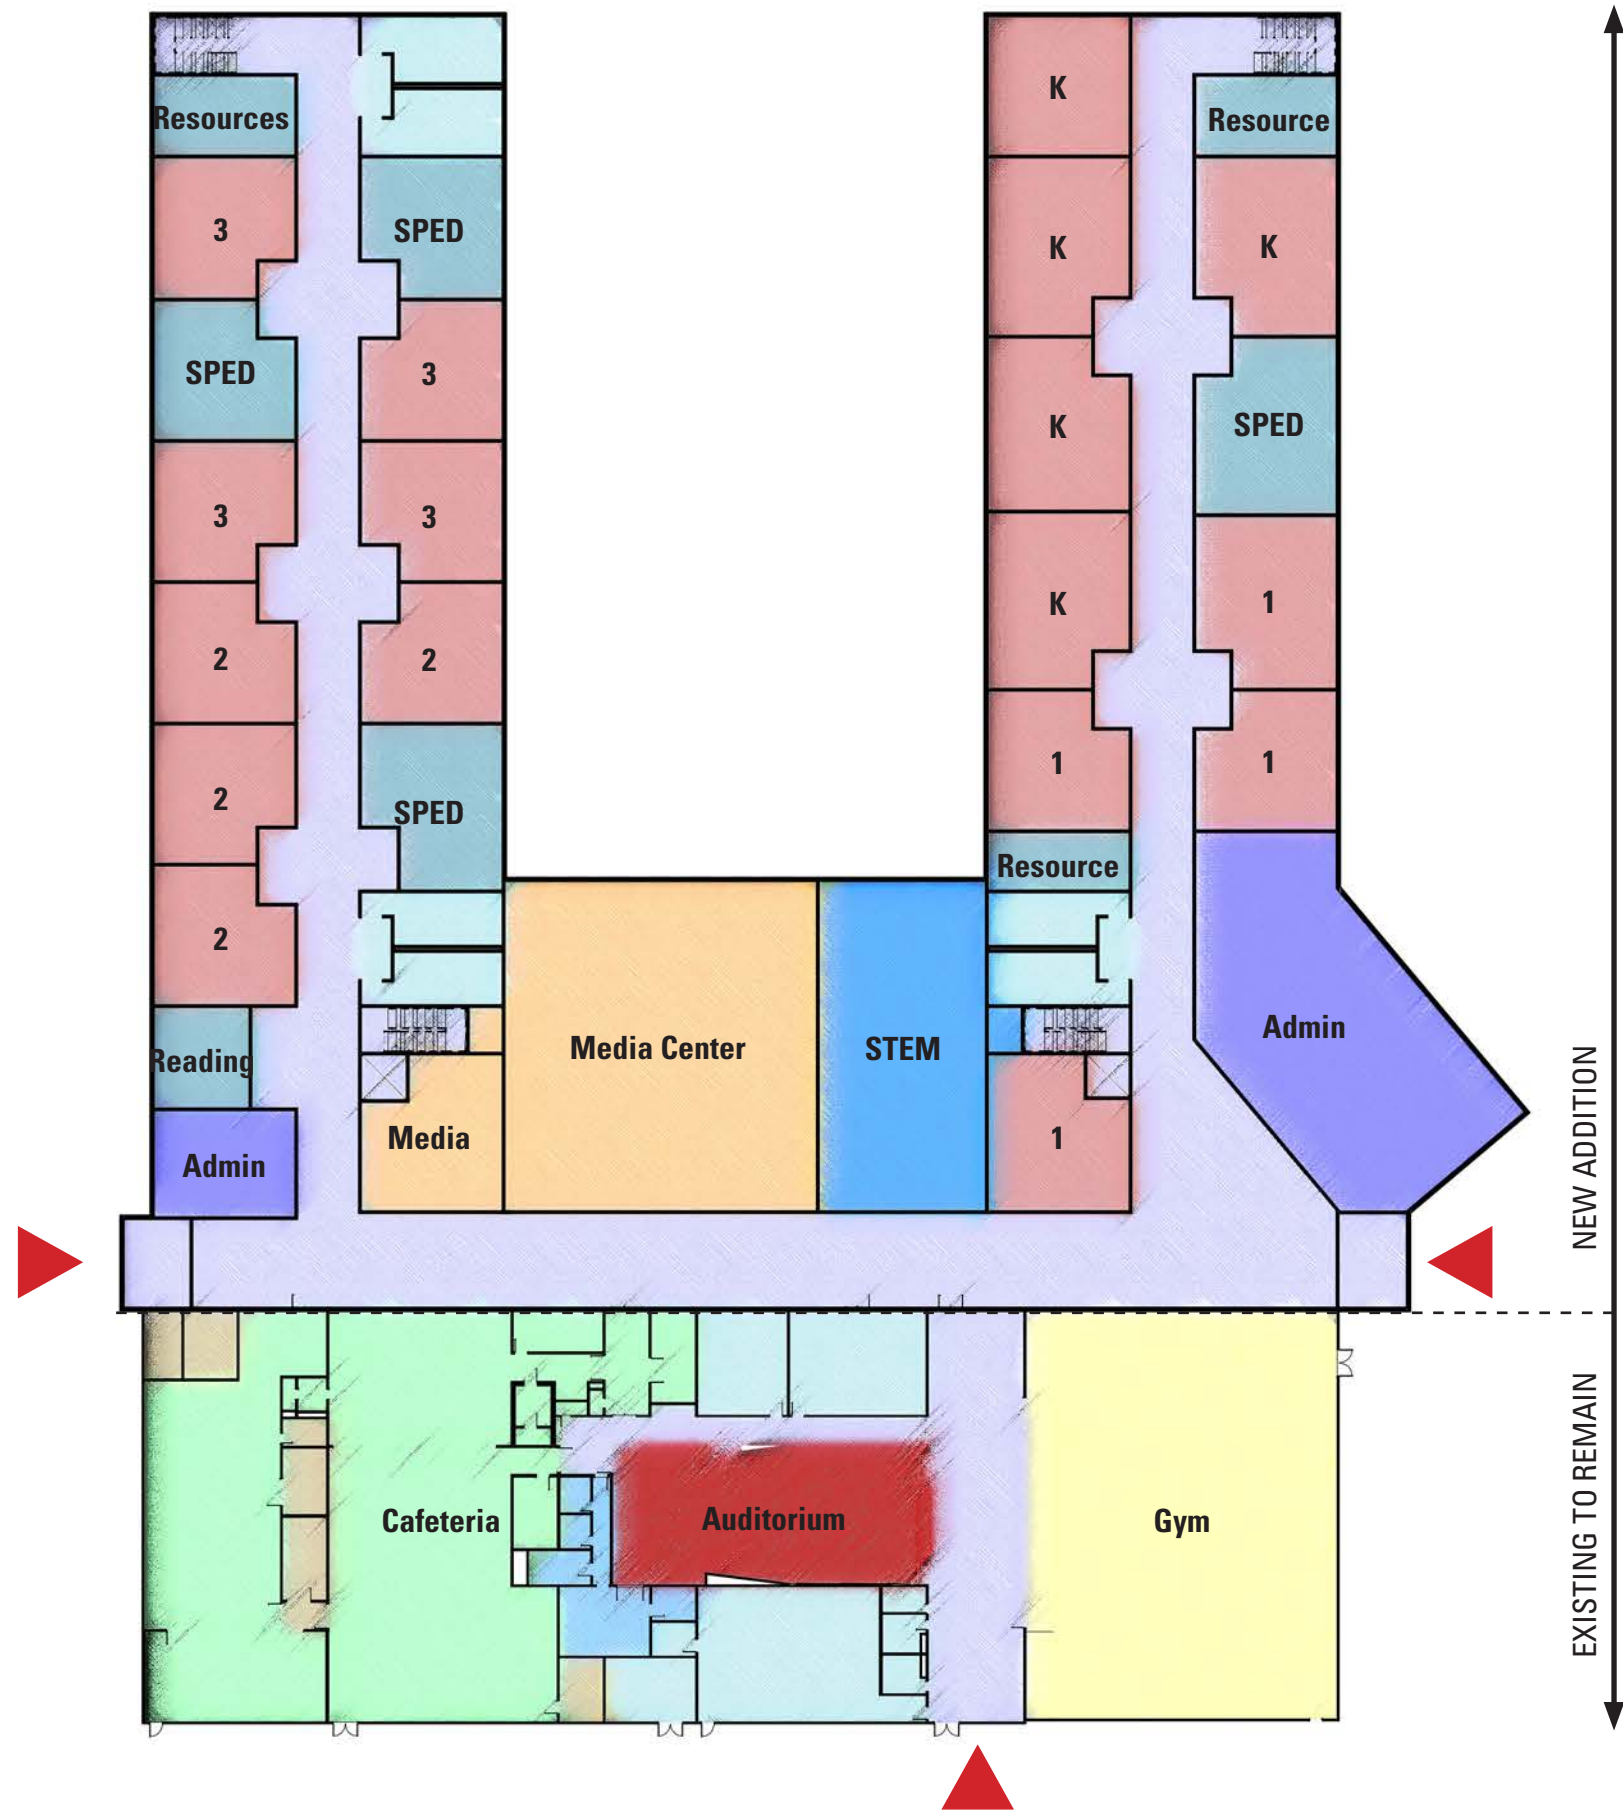 K
Resources
Resource
3
SPED
K
K
SPED
3
K
SPED
3
3
K
1
2
2
1
1
2
SPED
Resource
2
Media Center
STEM
Admin
Reading
Media
1
Admin
NEW ADDITION
Cafeteria
Auditorium
Gym
EXISTING TO REMAIN